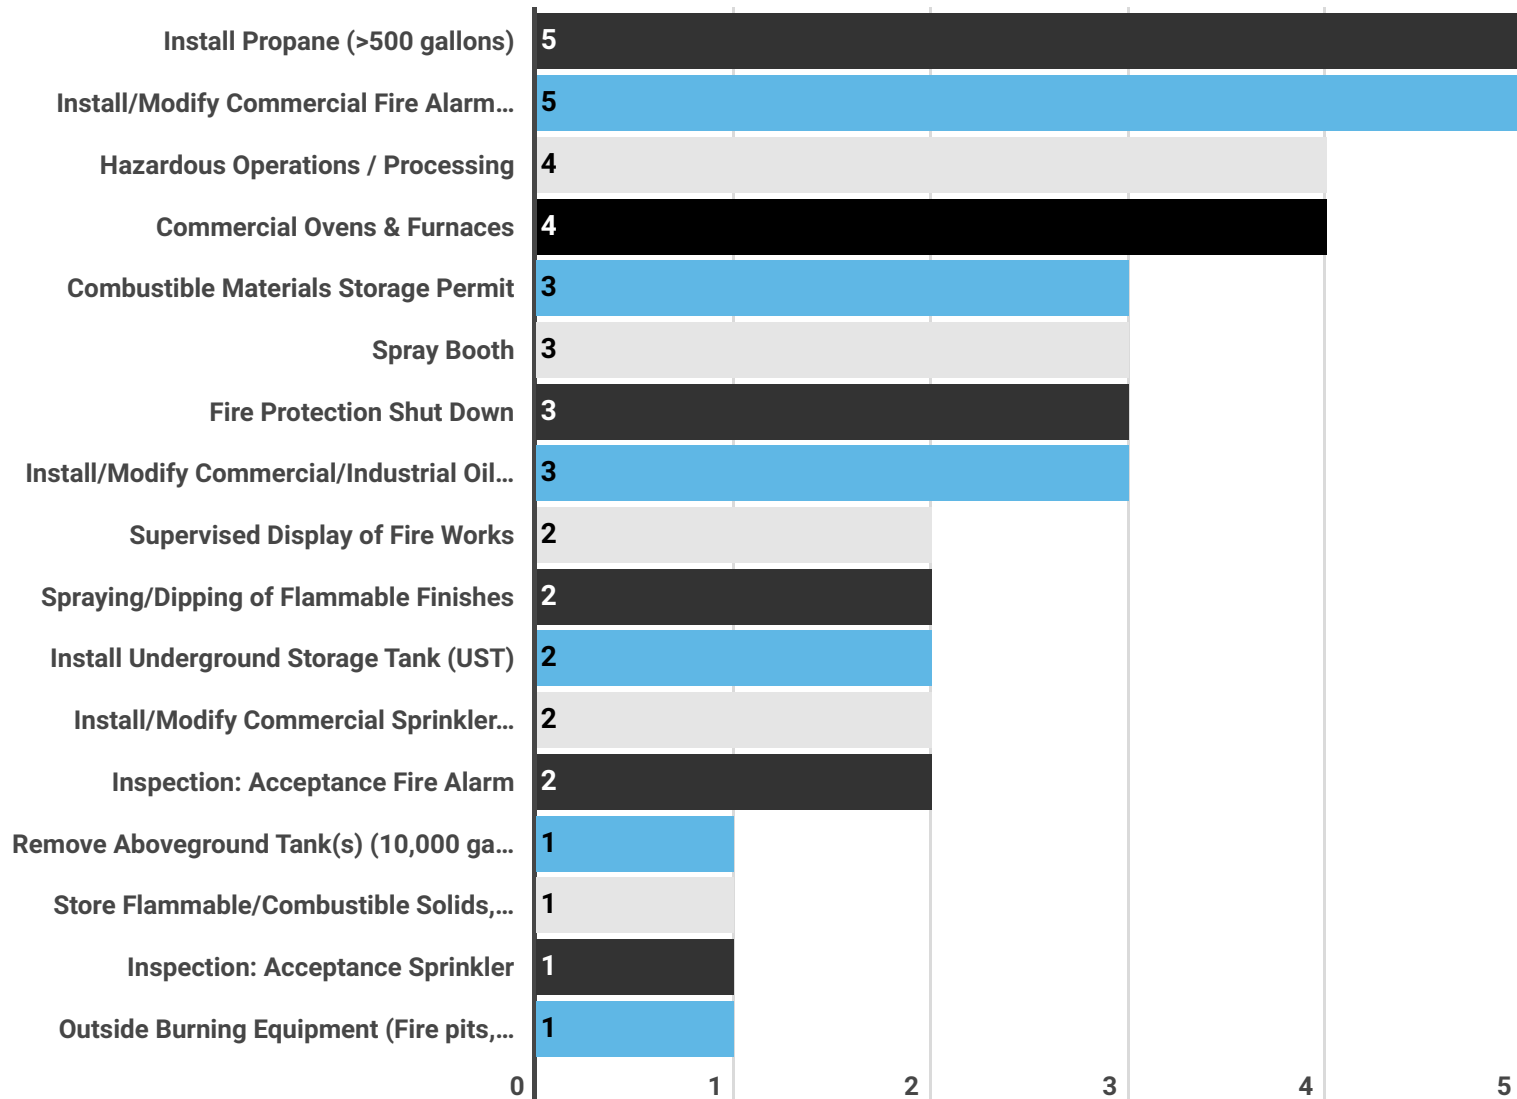 Install Propane (>500 gallons) 5
Install/Modify Commercial Fire Alarm… 5
Hazardous Operations / Processing 4
Commercial Ovens & Furnaces 4
Combustible Materials Storage Permit 3
Spray Booth 3
Fire Protection Shut Down 3
Install/Modify Commercial/Industrial Oil… 3
Supervised Display of Fire Works 2
Spraying/Dipping of Flammable Finishes 2
Install Underground Storage Tank (UST) 2
Install/Modify Commercial Sprinkler… 2
Inspection: Acceptance Fire Alarm 2
Remove Aboveground Tank(s) (10,000 ga… 1
Store Flammable/Combustible Solids,… 1
Inspection: Acceptance Sprinkler 1
Outside Burning Equipment (Fire pits,… 1
0 1 2 3 4 5